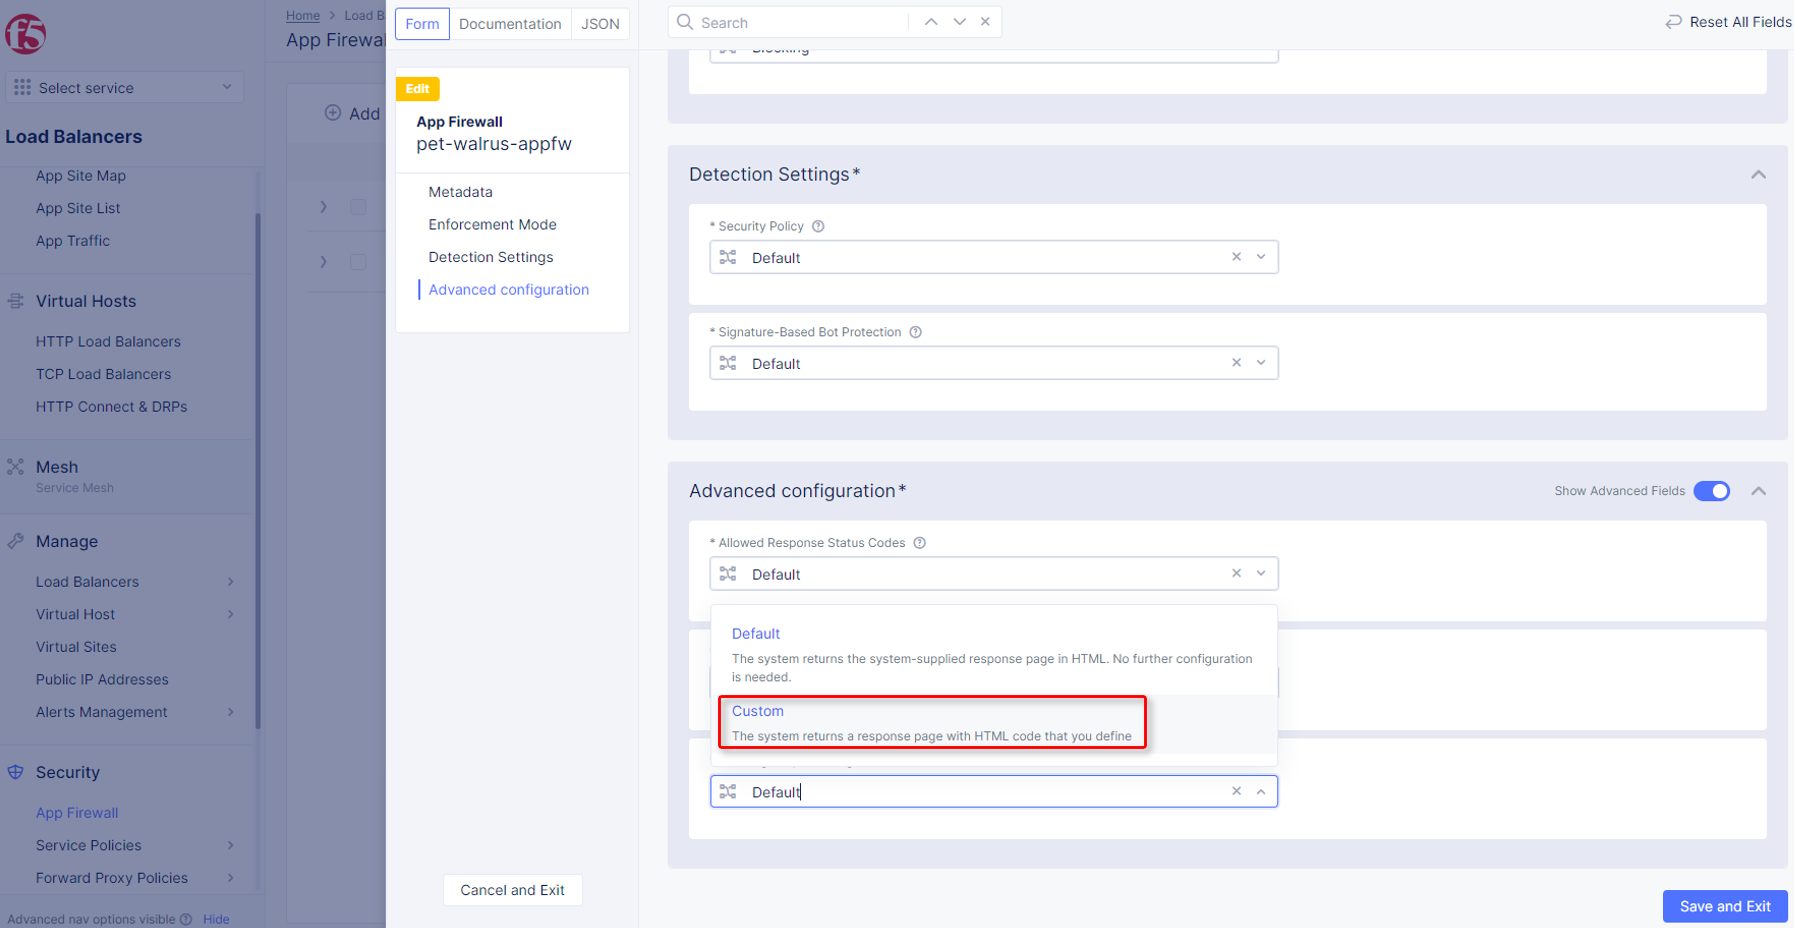 f5
Home > Load B
App Firewal
Select service
Load Balancers
App Site Map
App Site List
App Traffic
Virtual Hosts
HTTP Load Balancers
TCP Load Balancers
HTTP Connect & DRPs
Mesh
Service Mesh
Manage
Load Balancers
Virtual Host
Virtual Sites
Public IP Addresses
Alerts Management
Security
App Firewall
Service Policies
Forward Proxy Policies
Advanced nav options visible Hide
Add
Form Documentation JSON
Edit
App Firewall
pet-walrus-appfw
Metadata
Enforcement Mode
Detection Settings
Advanced configuration
Cancel and Exit
Search
Reset All Fields
Blocking
Detection Settings*
* Security Policy
Default
* Signature-Based Bot Protection
Default
Advanced configuration*
Show Advanced Fields
* Allowed Response Status Codes
Default
Default
The system returns the system-supplied response page in HTML. No further configuration
is needed.
Custom
The system returns a response page with HTML code that you define
Default
Save and Exit